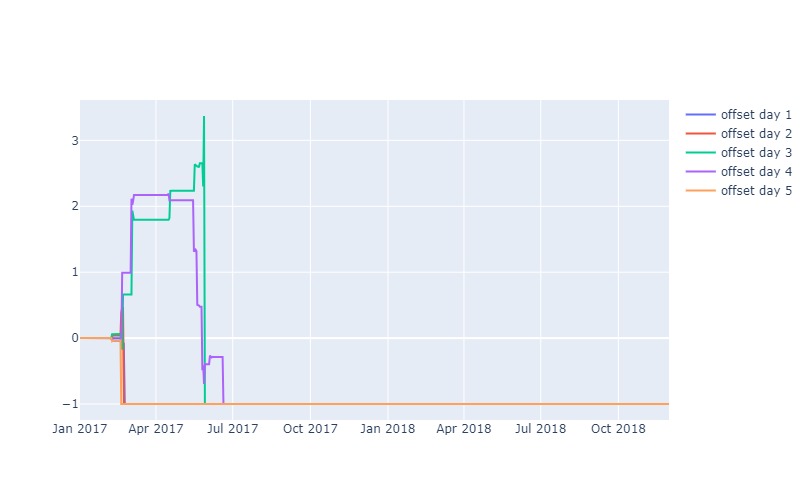 offset day 1
offset day 2
offset day 3
offset day 4
offset day 5
3
2
1
0
−1
Jan 2017 Apr 2017 Jul 2017 Oct 2017 Jan 2018 Apr 2018 Jul 2018 Oct 2018